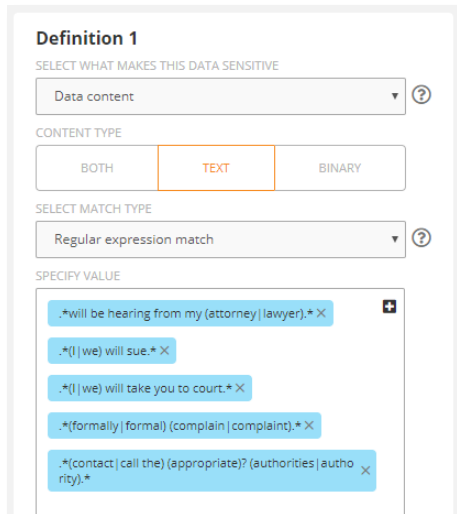 Definition 1
SELECT WHAT MAKES THIS DATA SENSITIVE
Data content
CONTENT TYPE
BOTH TEXT BINARY
SELECT MATCH TYPE
Regular expression match
SPECIFY VALUE
.*will be hearing from my (attorney|lawyer).*
.*(I|we) will sue.*
.*(I|we) will take you to court.*
.*(formally|formal) (complain|complaint).*
.*(contact|call the) (appropriate)? (authorities|autho
rity).*